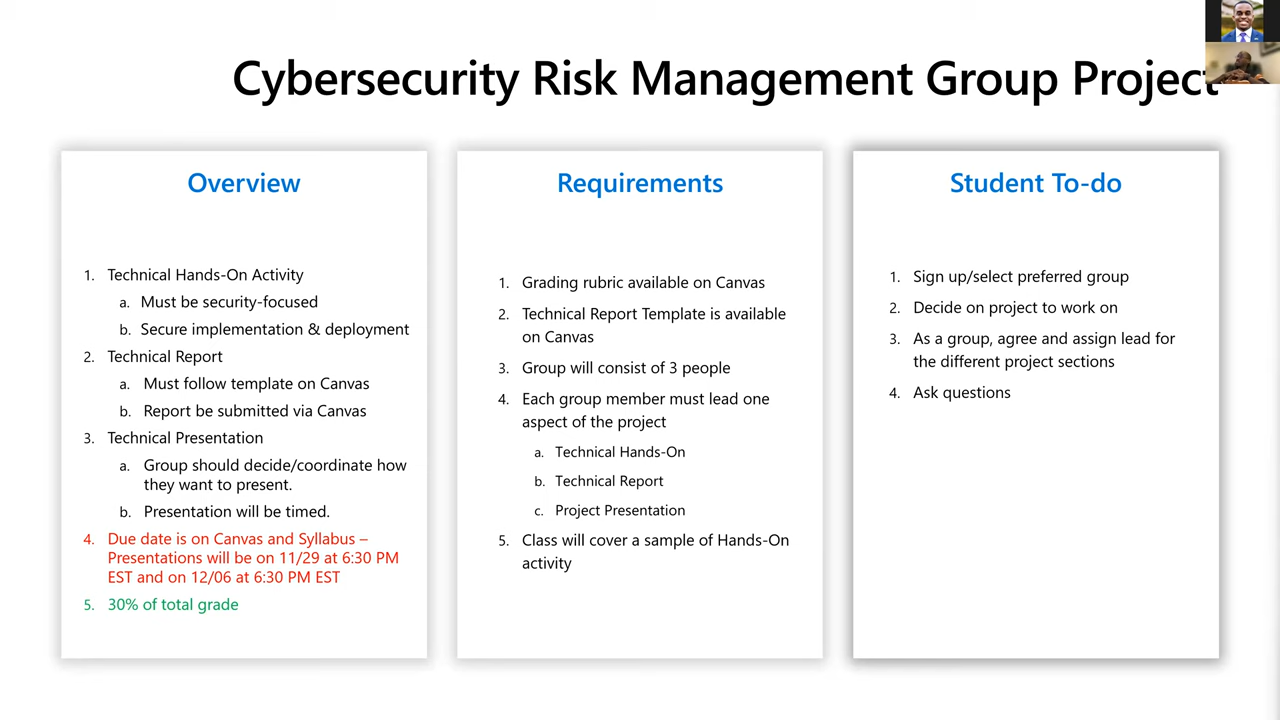 Cybersecurity Risk Management Group Project
Overview
1. Technical Hands-On Activity
a. Must be security-focused
b. Secure implementation & deployment
2. Technical Report
a. Must follow template on Canvas
b. Report be submitted via Canvas
3. Technical Presentation
a. Group should decide/coordinate how
they want to present.
b. Presentation will be timed.
4. Due date is on Canvas and Syllabus –
Presentations will be on 11/29 at 6:30 PM
EST and on 12/06 at 6:30 PM EST
5. 30% of total grade
Requirements
1. Grading rubric available on Canvas
2. Technical Report Template is available
on Canvas
3. Group will consist of 3 people
4. Each group member must lead one
aspect of the project
a. Technical Hands-On
b. Technical Report
c. Project Presentation
5. Class will cover a sample of Hands-On
activity
Student To-do
1. Sign up/select preferred group
2. Decide on project to work on
3. As a group, agree and assign lead for
the different project sections
4. Ask questions